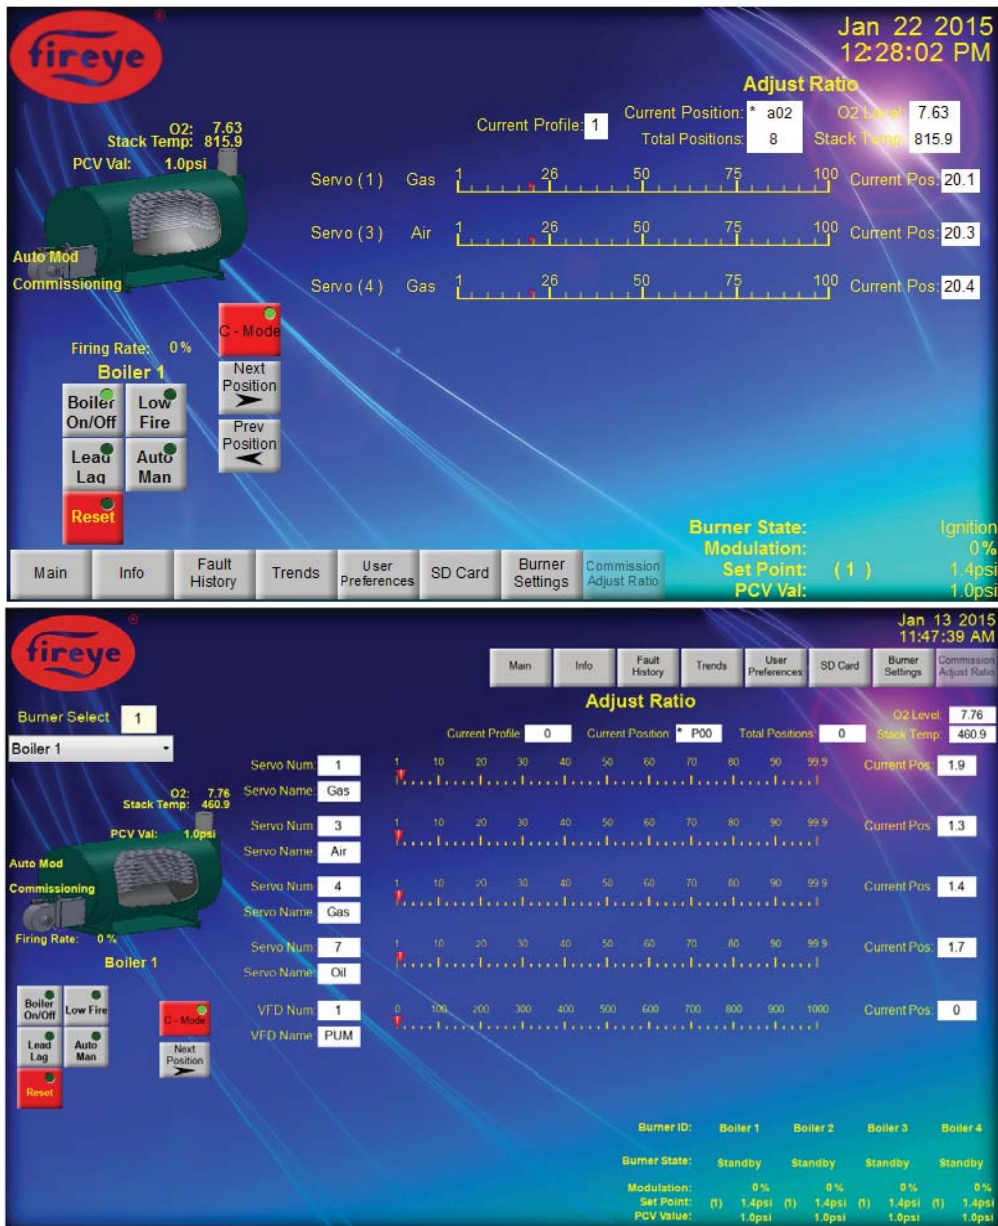 fireye ®
Jan 22 2015
12:28:02 PM
Adjust Ratio
Current Profile: 1
Current Position: * a02
O2 Level: 7.63
Total Positions: 8
Stack Temp: 815.9
O2: 7.63
Stack Temp: 815.9
PCV Val: 1.0psi
Servo (1) Gas 1 26 50 75 100 Current Pos: 20.1
Servo (3) Air 1 26 50 75 100 Current Pos: 20.3
Servo (4) Gas 1 26 50 75 100 Current Pos: 20.4
Auto Mod
Commissioning
C - Mode
Firing Rate: 0%
Boiler 1
Next
Position
Boiler
On/Off
Low
Fire
Prev
Position
Lead
Lag
Auto
Man
Reset
Burner State: Ignition
Modulation: 0%
Set Point: (1) 1.4psi
PCV Val: 1.0psi
Main
Info
Fault
History
Trends
User
Preferences
SD Card
Burner
Settings
Commission
Adjust Ratio
fireye ®
Jan 13 2015
11:47:39 AM
Main
Info
Fault
History
Trends
User
Preferences
SD Card
Burner
Settings
Commission
Adjust Ratio
Adjust Ratio
Burner Select 1
Boiler 1
O2 Level: 7.76
Current Profile: 0 Current Position: * P00 Total Positions: 0 Stack Temp: 460.9
Servo Num: 1 1 10 20 30 40 50 60 70 80 90 99.9 Current Pos: 1.9
Servo Name: Gas
O2: 7.76
Stack Temp: 460.9
PCV Val: 1.0psi
Servo Num 3 1 10 20 30 40 50 60 70 80 90 99.9 Current Pos 1.3
Servo Name: Air
Auto Mod
Commissioning
Servo Num 4 1 10 20 30 40 50 60 70 80 90 99.9 Current Pos 1.4
Servo Name: Gas
Firing Rate: 0%
Boiler 1
Servo Num 7 1 10 20 30 40 50 60 70 80 90 99.9 Current Pos: 1.7
Servo Name: Oil
VFD Num: 1 0 100 200 300 400 500 600 700 800 900 1000 Current Pos: 0
VFD Name PUM
Boiler
On/Off
Low Fire
C - Mode
Lead
Lag
Auto
Man
Next
Position
Reset
Burner ID: Boiler 1 Boiler 2 Boiler 3 Boiler 4
Burner State: Standby Standby Standby Standby
Modulation: 0% 0% 0% 0%
Set Point: (1) 1.4psi (1) 1.4psi (1) 1.4psi (1) 1.4psi
PCV Value: 1.0psi 1.0psi 1.0psi 1.0psi